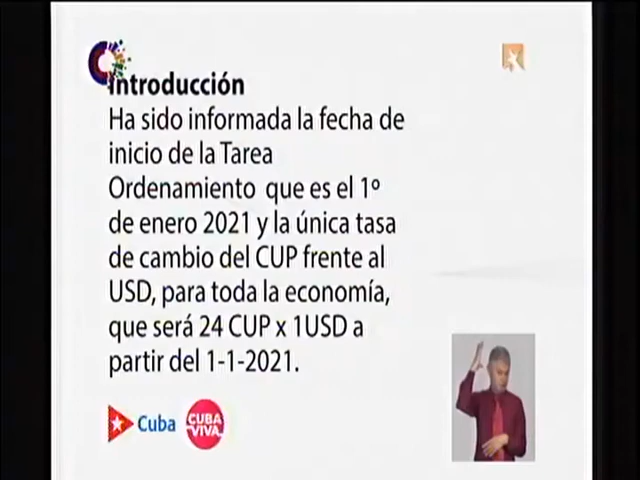 Introducción
Ha sido informada la fecha de
inicio de la Tarea
Ordenamiento que es el 1º
de enero 2021 y la única tasa
de cambio del CUP frente al
USD, para toda la economía,
que será 24 CUP x 1USD a
partir del 1-1-2021.
Cuba
CUBA
VIVA